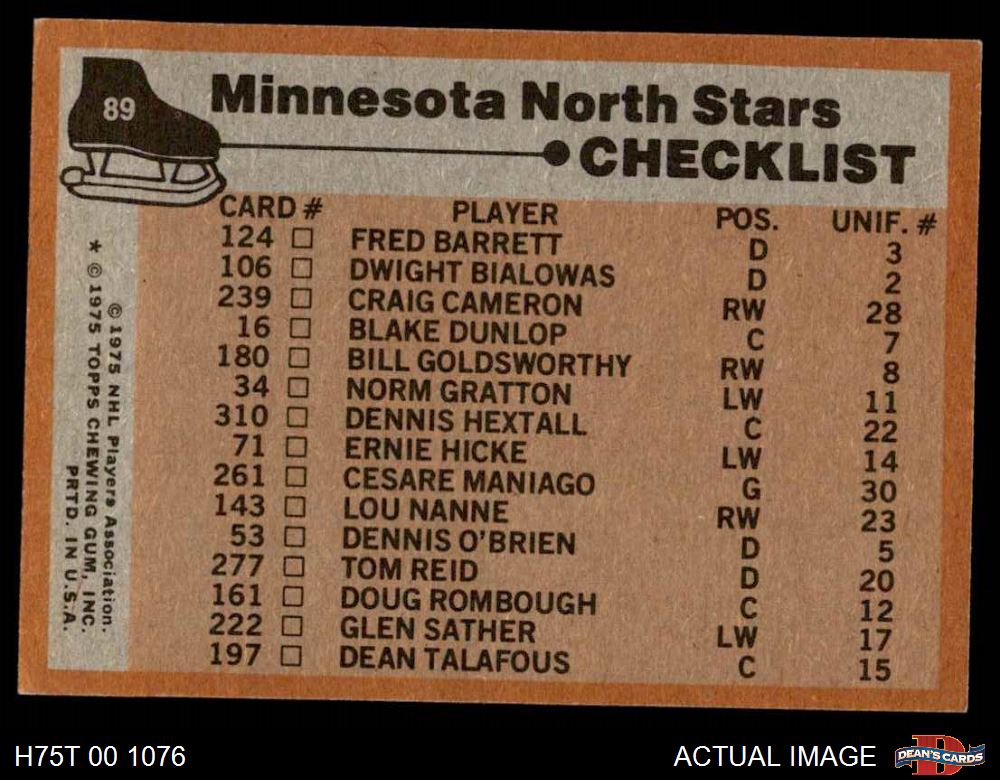 89
Minnesota North Stars
CHECKLIST
CARD # PLAYER POS. UNIF. #
124 □ FRED BARRETT D 3
106 □ DWIGHT BIALOWAS D 2
239 □ CRAIG CAMERON RW 28
16 □ BLAKE DUNLOP C 7
180 □ BILL GOLDSWORTHY RW 8
34 □ NORM GRATTON LW 11
310 □ DENNIS HEXTALL C 22
71 □ ERNIE HICKE LW 14
261 □ CESARE MANIAGO G 30
143 □ LOU NANNE RW 23
53 □ DENNIS O'BRIEN D 5
277 □ TOM REID D 20
161 □ DOUG ROMBOUGH C 12
222 □ GLEN SATHER LW 17
197 □ DEAN TALAFOUS C 15
© 1975 NHL Players Association.
* © 1975 TOPPS CHEWING GUM, INC.
PRTD. IN U.S.A.
H75T 00 1076
ACTUAL IMAGE
D
DEAN'S CARDS